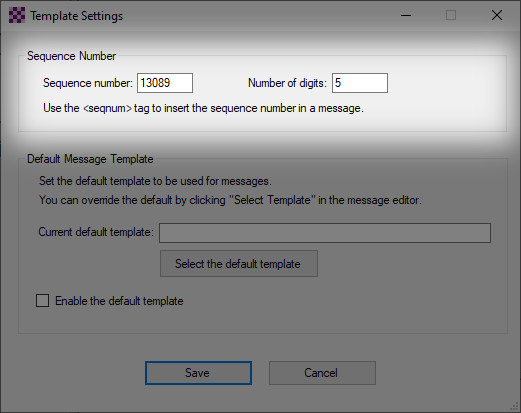 Template Settings
Sequence Number
Sequence number: 13089 Number of digits: 5
Use the <seqnum> tag to insert the sequence number in a message.
Default Message Template
Set the default template to be used for messages.
You can override the default by clicking "Select Template" in the message editor.
Current default template:
Select the default template
Enable the default template
Save Cancel